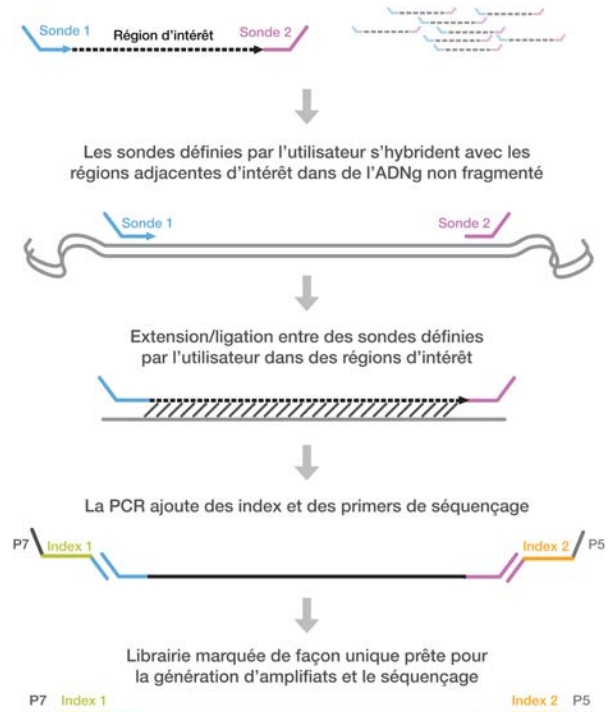 Sonde 1 Région d'intérêt Sonde 2
Les sondes définies par l'utilisateur s'hybrident avec les
régions adjacentes d'intérêt dans de l'ADNg non fragmenté
Sonde 1 Sonde 2
Extension/ligation entre des sondes définies
par l'utilisateur dans des régions d'intérêt
La PCR ajoute des index et des primers de séquençage
P7 Index 1 Index 2 P5
Librairie marquée de façon unique prête pour
la génération d'amplifiats et le séquençage
P7 Index 1 Index 2 P5